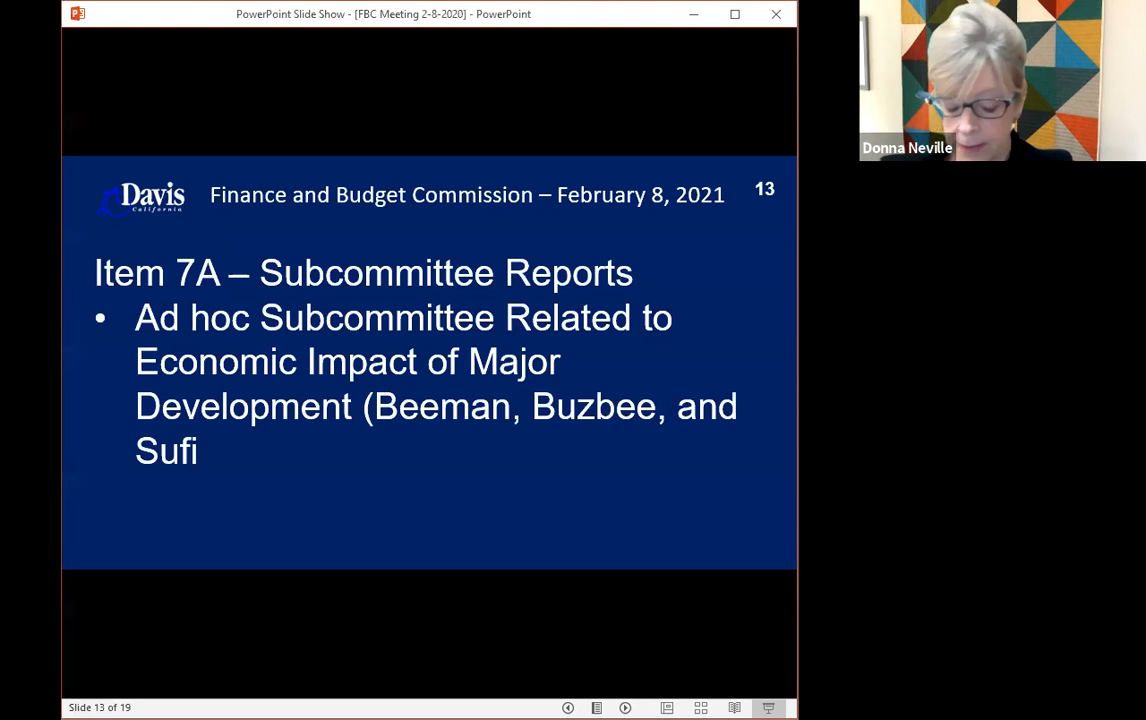 PowerPoint Slide Show - [FBC Meeting 2-8-2020] - PowerPoint
Donna Neville
Davis
California
Finance and Budget Commission – February 8, 2021
13
Item 7A – Subcommittee Reports
• Ad hoc Subcommittee Related to
Economic Impact of Major
Development (Beeman, Buzbee, and
Sufi
Slide 13 of 19